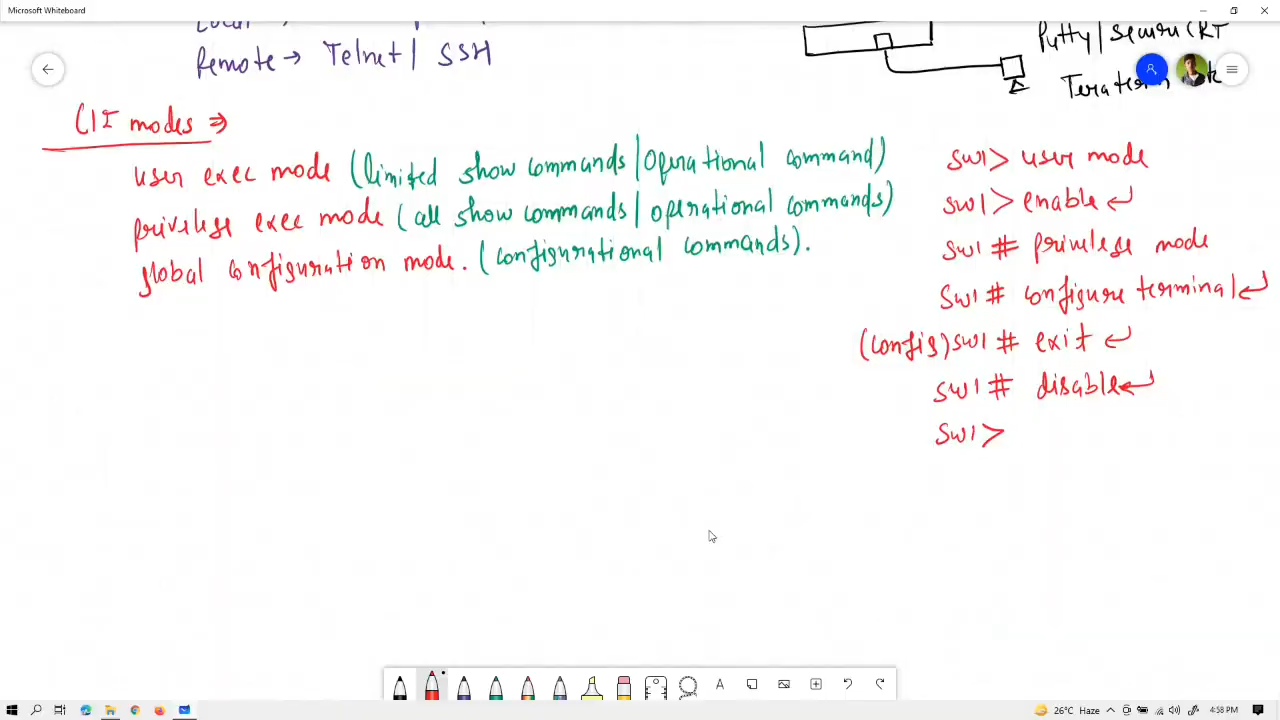 Microsoft Whiteboard
Remote → Telnet | SSH
Putty | SecureCRT
CLI modes ⇒
user exec mode (limited show commands | operational command)
privilese exec mode (all show commands | operational commands)
global configuration mode. (configurational commands).
SW1> user mode
SW1> enable ↵
SW1 # privilese mode
SW1 # configure terminal ↵
(config)SW1 # exit ↵
SW1 # disable ↵
SW1>
A
26°C Haze
4:58 PM